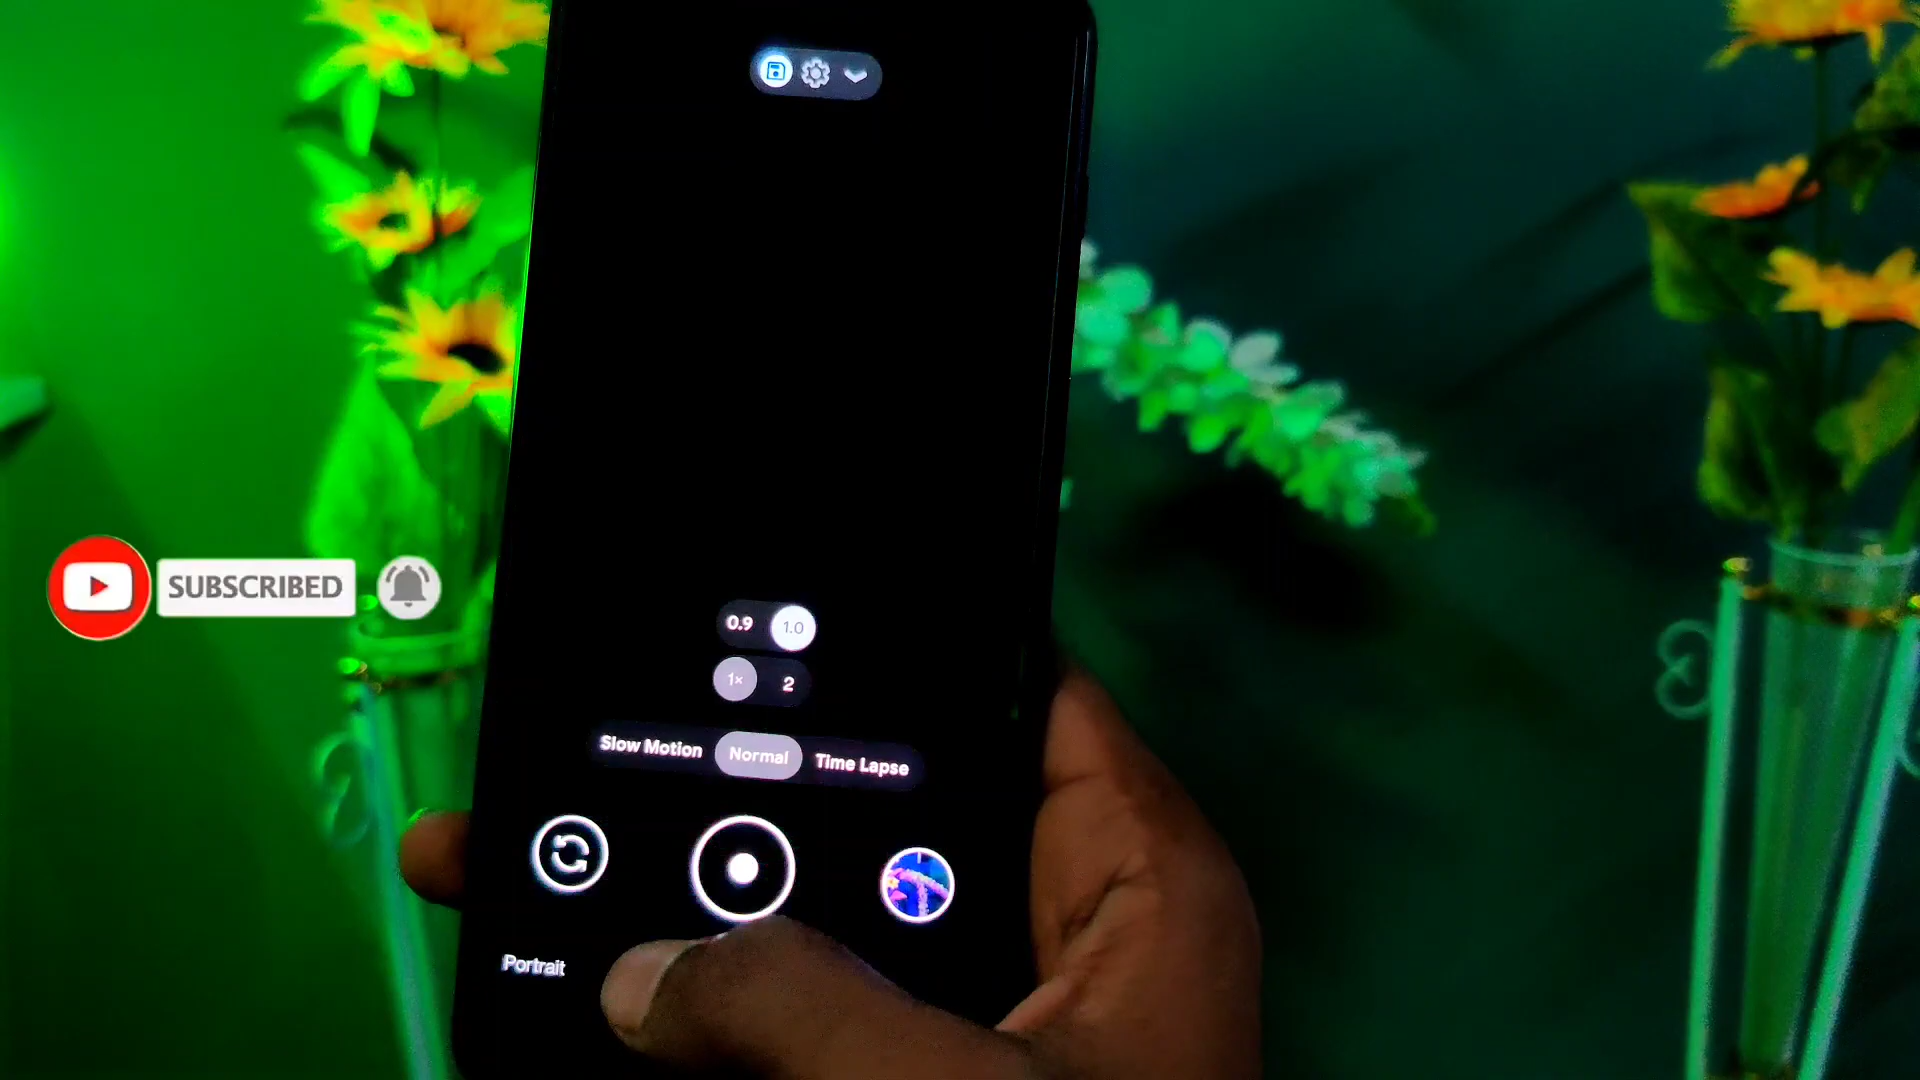 SUBSCRIBED
0.9 1.0
1× 2
Slow Motion Normal Time Lapse
Portrait